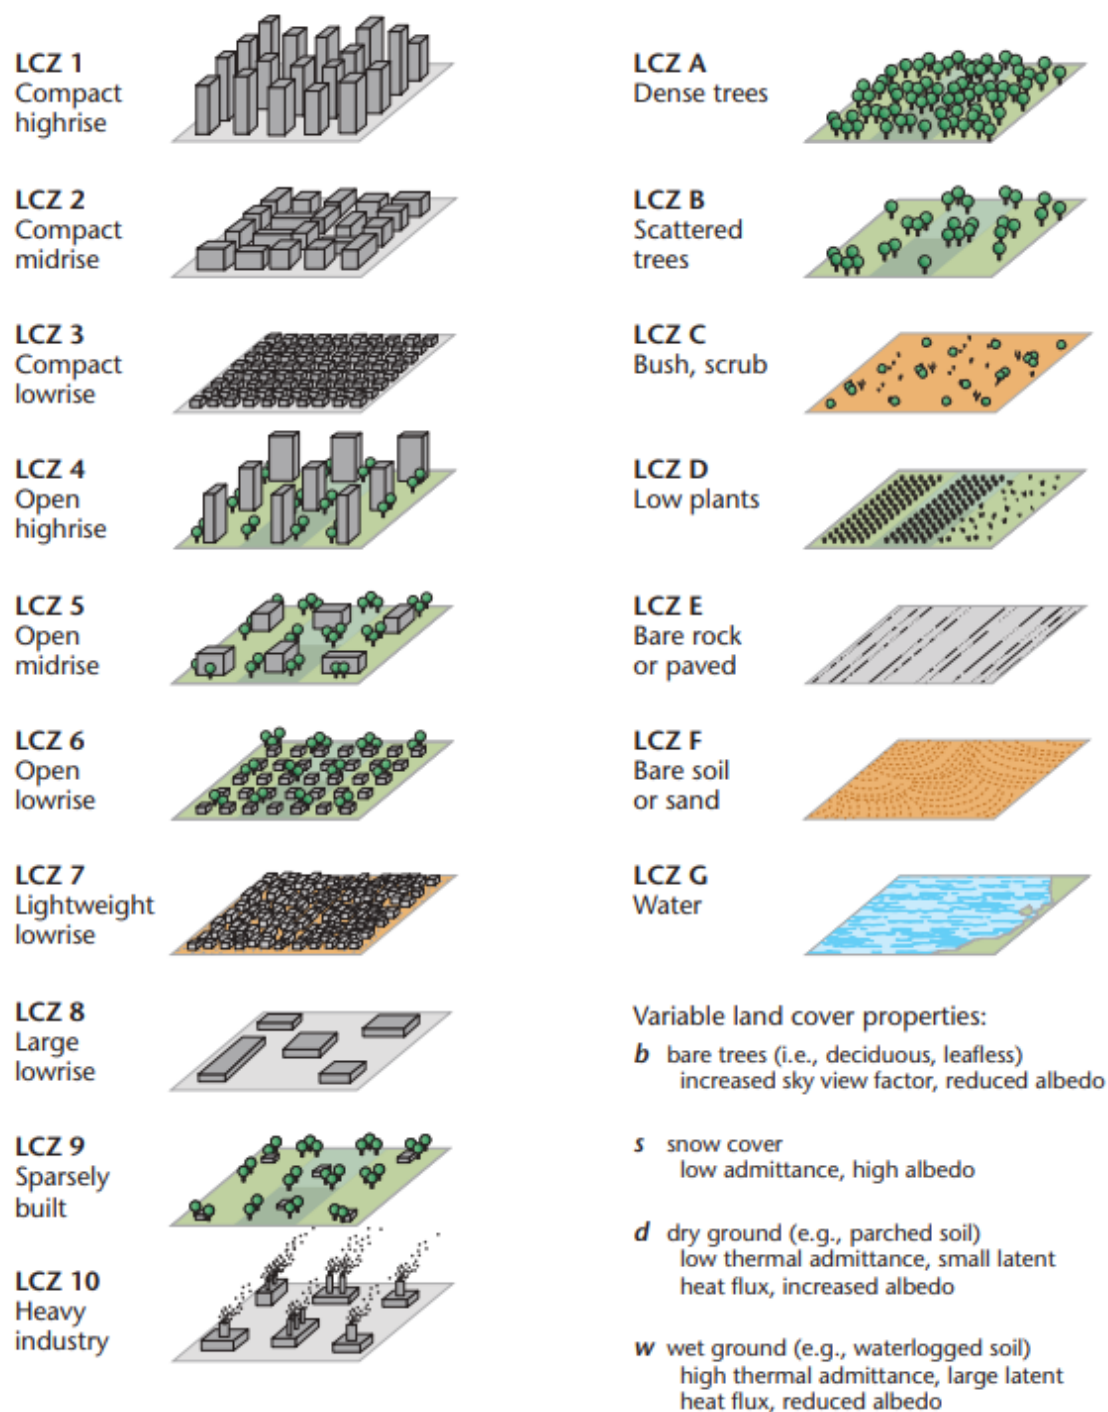 LCZ 1
Compact
highrise
LCZ 2
Compact
midrise
LCZ 3
Compact
lowrise
LCZ 4
Open
highrise
LCZ 5
Open
midrise
LCZ 6
Open
lowrise
LCZ 7
Lightweight
lowrise
LCZ 8
Large
lowrise
LCZ 9
Sparsely
built
LCZ 10
Heavy
industry
LCZ A
Dense trees
LCZ B
Scattered
trees
LCZ C
Bush, scrub
LCZ D
Low plants
LCZ E
Bare rock
or paved
LCZ F
Bare soil
or sand
LCZ G
Water
Variable land cover properties:
b bare trees (i.e., deciduous, leafless)
increased sky view factor, reduced albedo
s snow cover
low admittance, high albedo
d dry ground (e.g., parched soil)
low thermal admittance, small latent
heat flux, increased albedo
w wet ground (e.g., waterlogged soil)
high thermal admittance, large latent
heat flux, reduced albedo